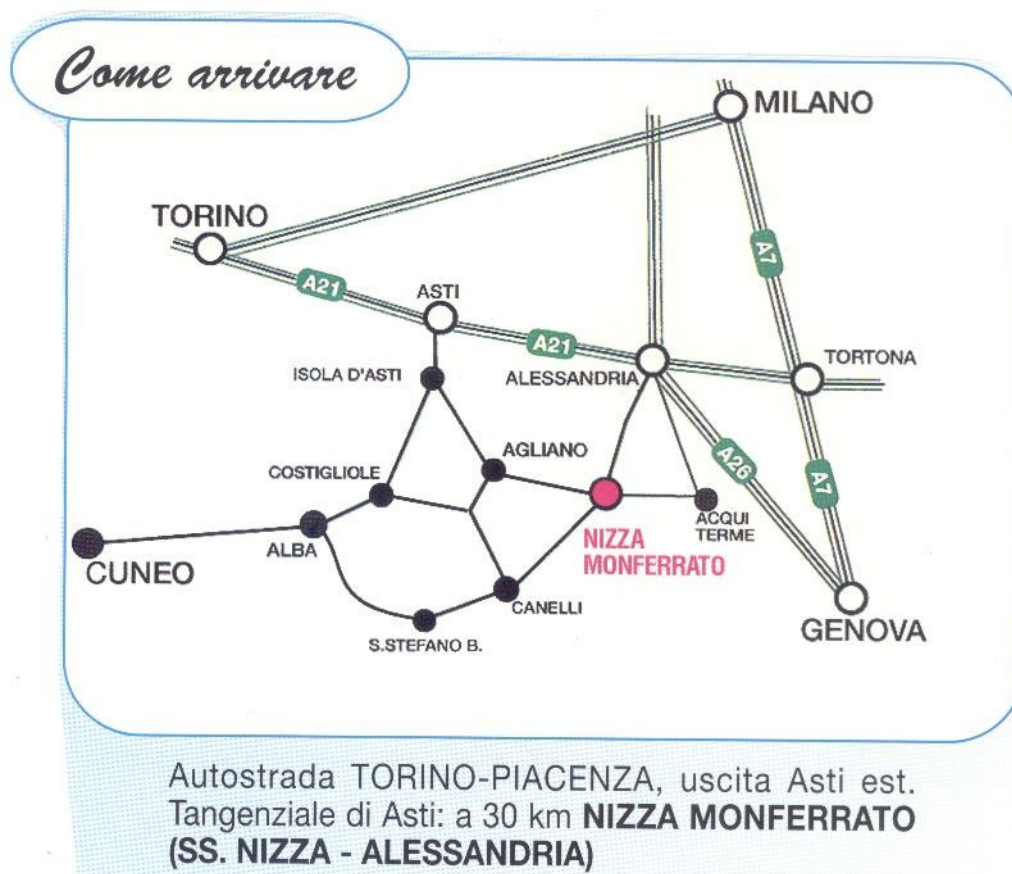 Come arrivare
MILANO
TORINO
A7
A21
ASTI
A21
TORTONA
ISOLA D'ASTI
ALESSANDRIA
AGLIANO
A26
COSTIGLIOLE
A7
ACQUI
TERME
NIZZA
MONFERRATO
ALBA
CUNEO
CANELLI
GENOVA
S.STEFANO B.
Autostrada TORINO-PIACENZA, uscita Asti est.
Tangenziale di Asti: a 30 km NIZZA MONFERRATO
(SS. NIZZA - ALESSANDRIA)